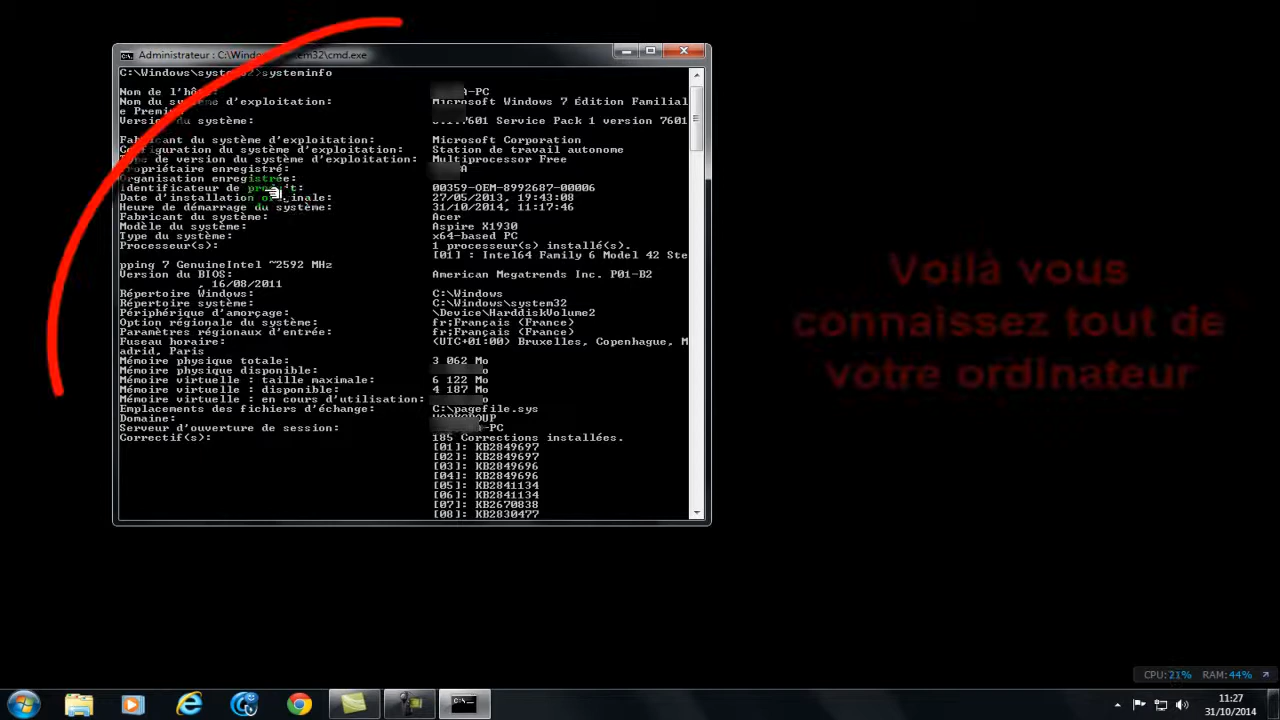 Administrateur : C:\Windows\system32\cmd.exe
C:\Windows\system32>systeminfo
Nom de l'hôte: A-PC
Nom du système d'exploitation: Microsoft Windows 7 Édition Familial
e Premium
Version du système: 6.1.7601 Service Pack 1 version 7601
Fabricant du système d'exploitation: Microsoft Corporation
Configuration du système d'exploitation: Station de travail autonome
Type de version du système d'exploitation: Multiprocessor Free
Propriétaire enregistré: A
Organisation enregistrée:
Identificateur de produit: 00359-OEM-8992687-00006
Date d'installation originale: 27/05/2013, 19:43:08
Heure de démarrage du système: 31/10/2014, 11:17:46
Fabricant du système: Acer
Modèle du système: Aspire X1930
Type du système: x64-based PC
Processeur(s): 1 processeur(s) installé(s).
[01] : Intel64 Family 6 Model 42 Ste
pping 7 GenuineIntel ~2592 MHz
Version du BIOS: American Megatrends Inc. P01-B2
, 16/08/2011
Répertoire Windows: C:\Windows
Répertoire système: C:\Windows\system32
Périphérique d'amorçage: \Device\HarddiskVolume2
Option régionale du système: fr;Français (France)
Paramètres régionaux d'entrée: fr;Français (France)
Fuseau horaire: (UTC+01:00) Bruxelles, Copenhague, M
adrid, Paris
Mémoire physique totale: 3 062 Mo
Mémoire physique disponible: o
Mémoire virtuelle : taille maximale: 6 122 Mo
Mémoire virtuelle : disponible: 4 187 Mo
Mémoire virtuelle : en cours d'utilisation: o
Emplacements des fichiers d'échange: C:\pagefile.sys
Domaine: WORKGROUP
Serveur d'ouverture de session: -PC
Correctif(s): 185 Corrections installées.
[01]: KB2849697
[02]: KB2849697
[03]: KB2849696
[04]: KB2849696
[05]: KB2841134
[06]: KB2841134
[07]: KB2670838
[08]: KB2830477
Voilà vous
connaissez tout de
votre ordinateur
CPU:21% RAM:44%
11:27
31/10/2014